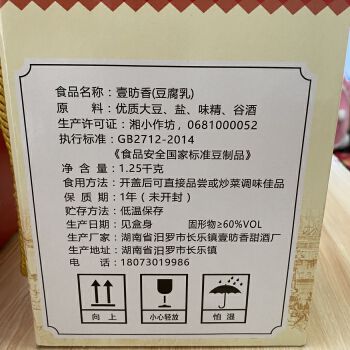 食品名称：壹昉香(豆腐乳)
原　　料：优质大豆、盐、味精、谷酒
生产许可证：湘小作坊，0681000052
执行标准：GB2712-2014
《食品安全国家标准豆制品》
净　　含　　量：1.25千克
食用方法：开盖后可直接品尝或炒菜调味佳品
保　质　期：1年（未开封）
贮存方法：低温保存
生产日期：见盒身　　固形物≥60%VOL
生产厂家：湖南省汨罗市长乐镇壹昉香甜酒厂
生产地址：湖南省汨罗市长乐镇
电　　话：18073019986
向上　小心轻放　怕湿